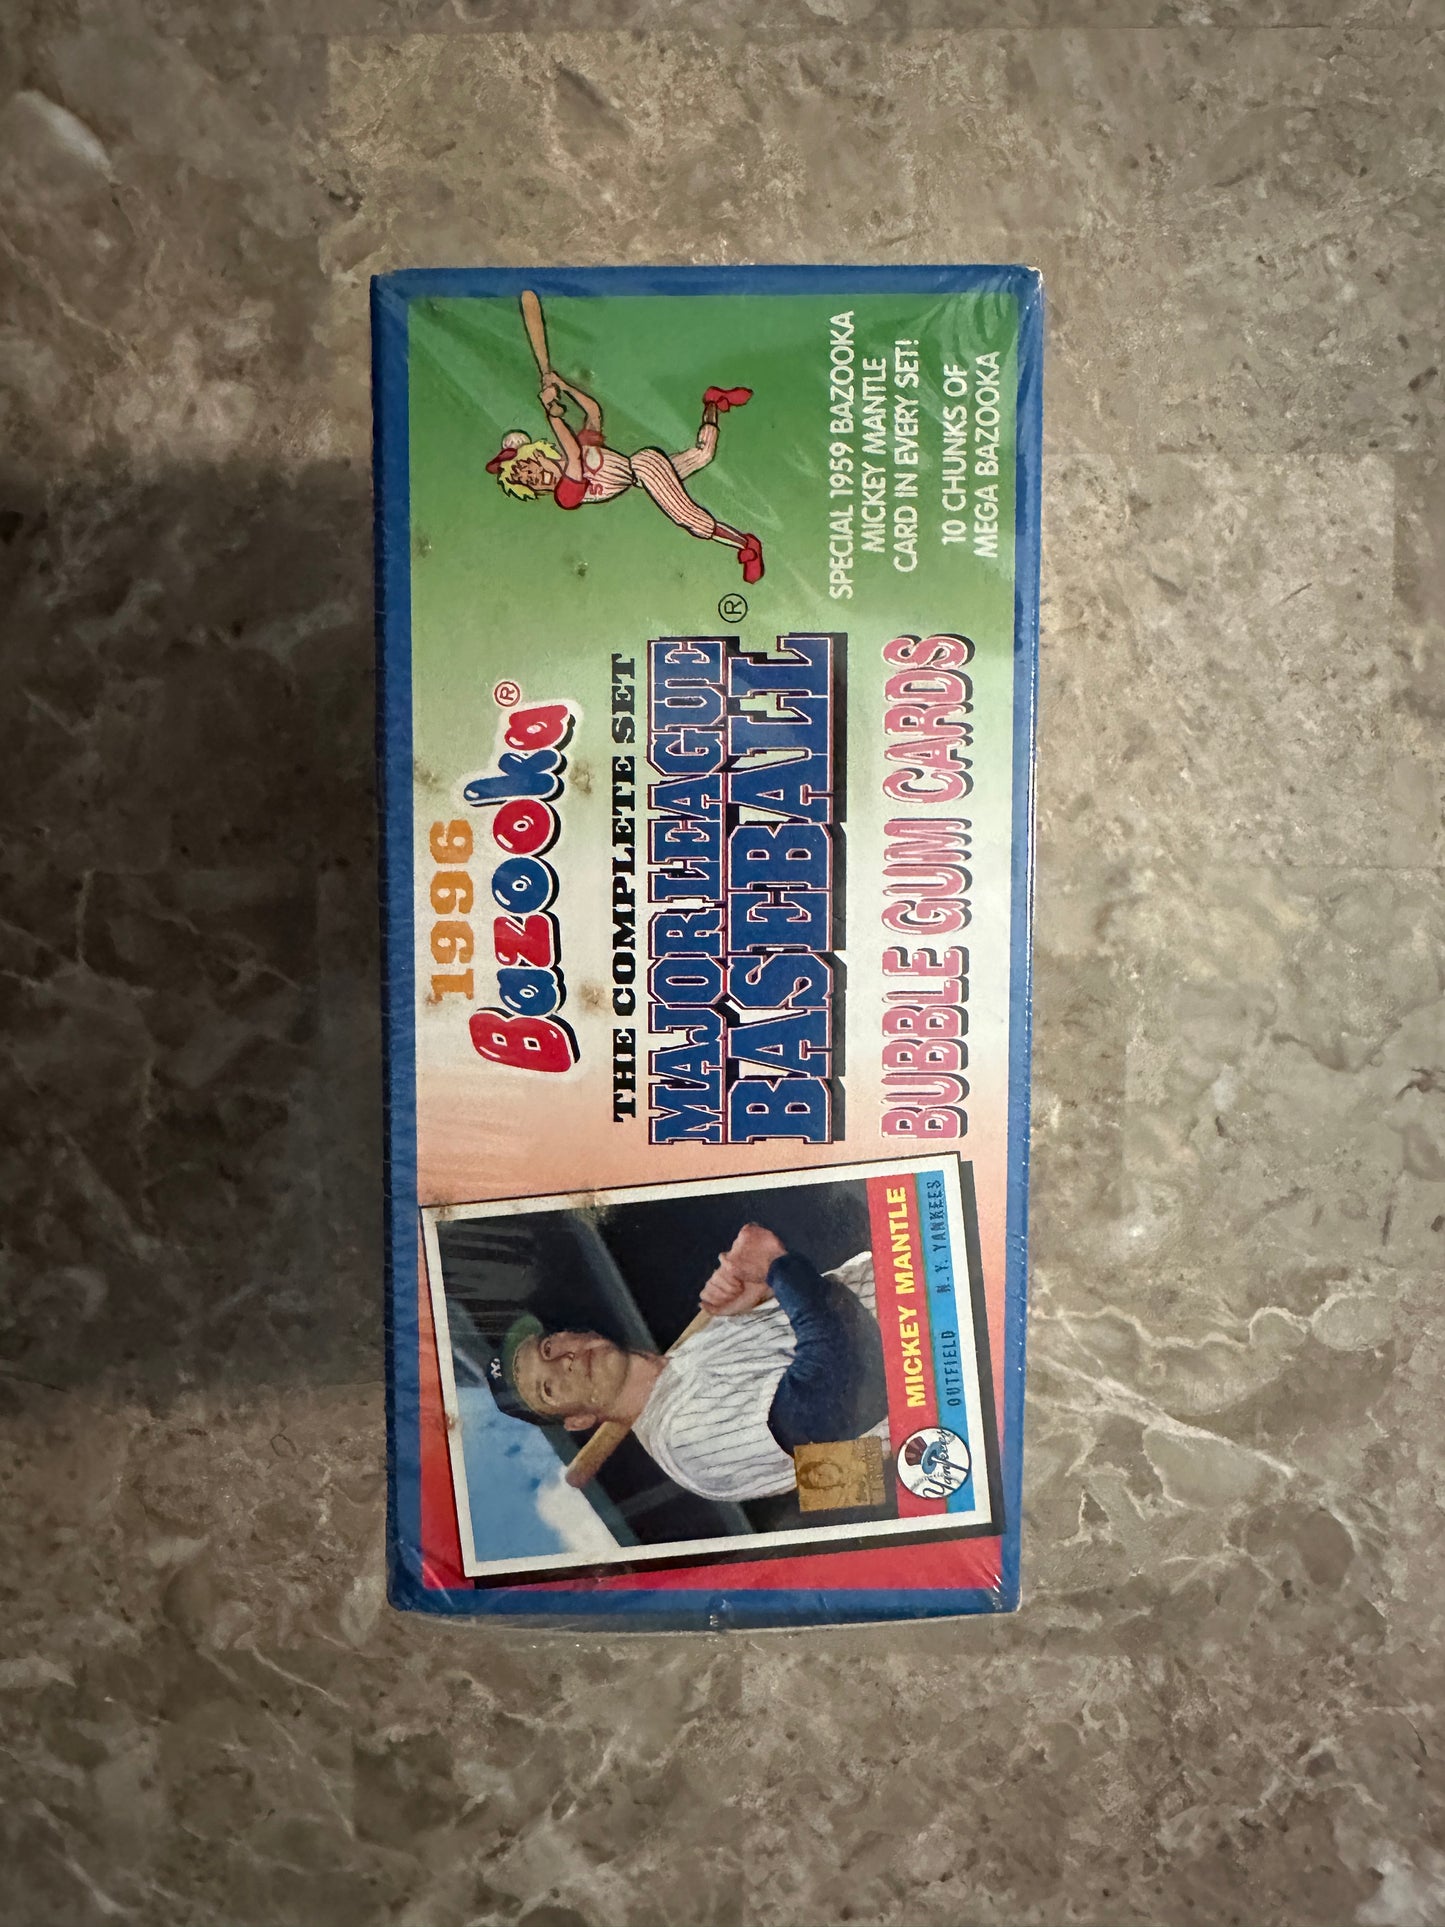 1996
Bazooka®
THE COMPLETE SET
MAJOR LEAGUE
BASEBALL®
BUBBLE GUM CARDS
SPECIAL 1959 BAZOOKA
MICKEY MANTLE
CARD IN EVERY SET!
10 CHUNKS OF
MEGA BAZOOKA
MICKEY MANTLE
OUTFIELD N.Y. YANKEES
Yankees